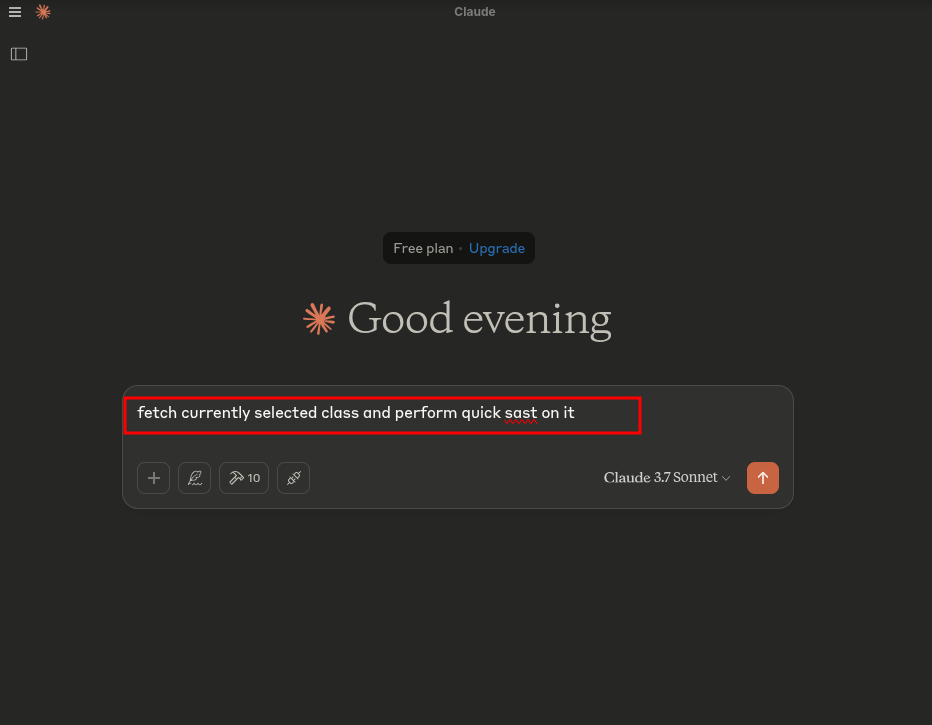 Claude
Free plan • Upgrade
Good evening
fetch currently selected class and perform quick sast on it
10
Claude 3.7 Sonnet